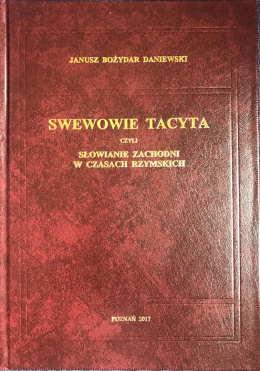 JANUSZ BOŻYDAR DANIEWSKI
SWEWOWIE TACYTA
CZYLI
SŁOWIANIE ZACHODNI
W CZASACH RZYMSKICH
POZNAŃ 2017